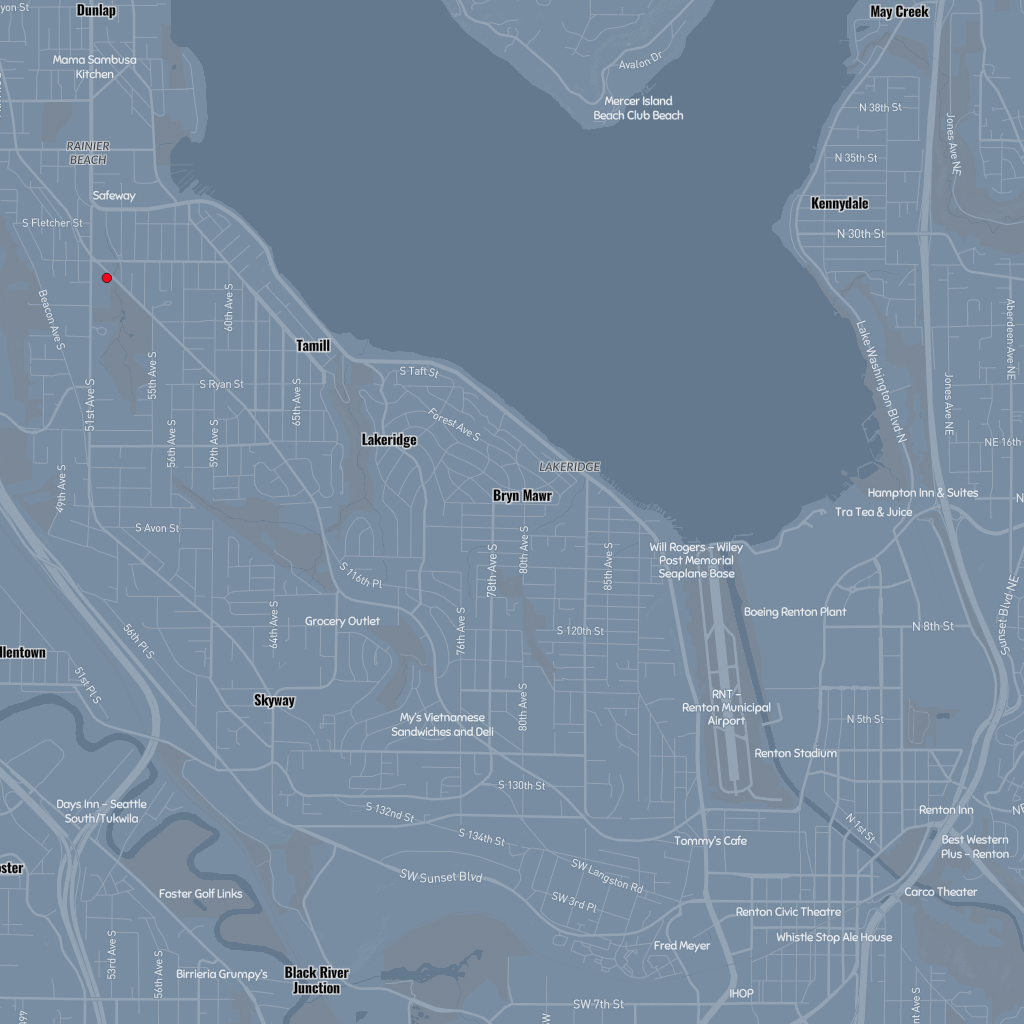 yon St
Dunlap
May Creek
Mama Sambusa
Kitchen
Avalon Dr
Mercer Island
Beach Club Beach
N 38th St
Jones Ave NE
RAINIER
BEACH
N 35th St
Safeway
Kennydale
S Fletcher St
N 30th St
Beacon Ave S
60th Ave S
Aberdeen Ave NE
Tamill
Lake Washington Blvd N
S Taft St
55th Ave S
S Ryan St
65th Ave S
51st Ave S
Jones Ave NE
Forest Ave S
56th Ave S
59th Ave S
Lakeridge
NE 16th
LAKERIDGE
49th Ave S
Bryn Mawr
Hampton Inn & Suites
Tra Tea & Juice
S Avon St
80th Ave S
Will Rogers – Wiley
Post Memorial
Seaplane Base
78th Ave S
85th Ave S
S 116th Pl
Sunset Blvd NE
Boeing Renton Plant
64th Ave S
Grocery Outlet
76th Ave S
S 120th St
N 8th St
56th Pl S
llentown
51st Pl S
Skyway
80th Ave S
RNT –
Renton Municipal
Airport
My's Vietnamese
Sandwiches and Deli
N 5th St
Renton Stadium
S 130th St
Days Inn – Seattle
South/Tukwila
S 132nd St
Renton Inn
S 134th St
N 1st St
Tommy's Cafe
Best Western
Plus – Renton
oster
SW Sunset Blvd
SW Langston Rd
Foster Golf Links
SW 3rd Pl
Carco Theater
Renton Civic Theatre
Whistle Stop Ale House
Fred Meyer
53rd Ave S
56th Ave S
Birrieria Grumpy's
Black River
Junction
IHOP
SW 7th St
nt Ave S